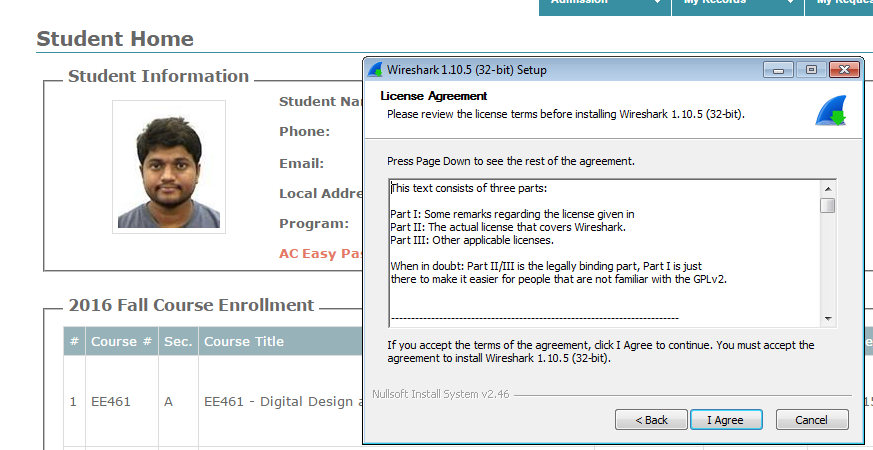 Admission My Records My Reque
Student Home
Student Information
Student Na
Phone:
Email:
Local Addre
Program:
AC Easy Pa
2016 Fall Course Enrollment
# Course # Sec. Course Title
1 EE461 A EE461 - Digital Design
Wireshark 1.10.5 (32-bit) Setup
License Agreement
Please review the license terms before installing Wireshark 1.10.5 (32-bit).
Press Page Down to see the rest of the agreement.
This text consists of three parts:
Part I: Some remarks regarding the license given in
Part II: The actual license that covers Wireshark.
Part III: Other applicable licenses.
When in doubt: Part II/III is the legally binding part, Part I is just
there to make it easier for people that are not familiar with the GPLv2.
If you accept the terms of the agreement, click I Agree to continue. You must accept the
agreement to install Wireshark 1.10.5 (32-bit).
Nullsoft Install System v2.46
< Back I Agree Cancel